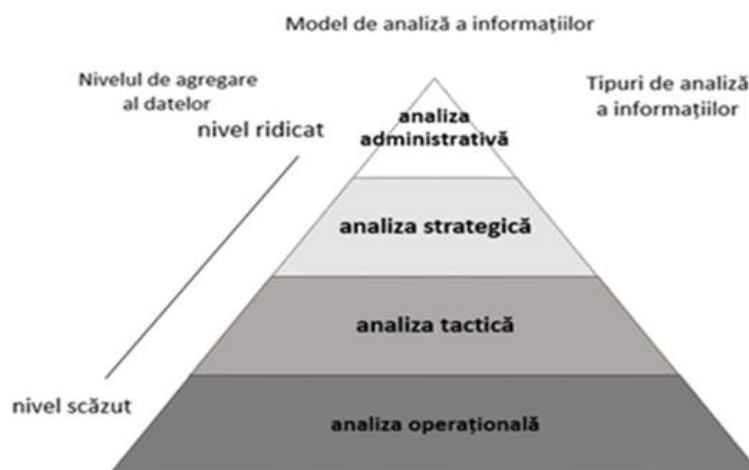 Model de analiză a informațiilor
Nivelul de agregare
al datelor
nivel ridicat
Tipuri de analiză
a informațiilor
analiza
administrativă
analiza strategică
analiza tactică
nivel scăzut
analiza operațională